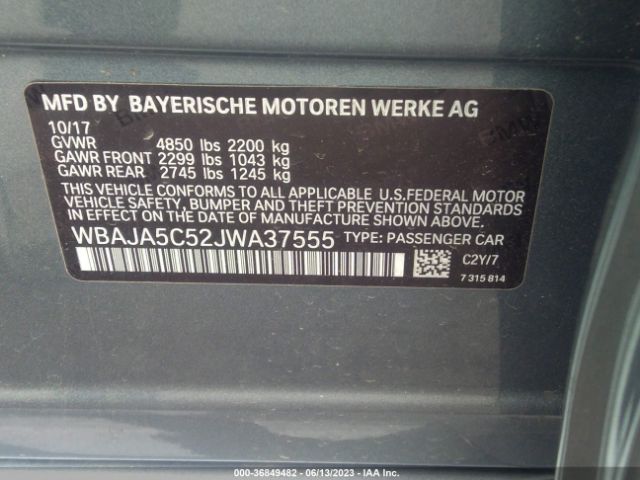 MFD BY BAYERISCHE MOTOREN WERKE AG
10/17
GVWR 4850 lbs 2200 kg
GAWR FRONT 2299 lbs 1043 kg
GAWR REAR 2745 lbs 1245 kg
THIS VEHICLE CONFORMS TO ALL APPLICABLE U.S.FEDERAL MOTOR
VEHICLE SAFETY, BUMPER AND THEFT PREVENTION STANDARDS
IN EFFECT ON THE DATE OF MANUFACTURE SHOWN ABOVE.
WBAJA5C52JWA37555 TYPE: PASSENGER CAR
C2Y/7
7 315 814
000-36849482 - 06/13/2023 - IAA Inc.